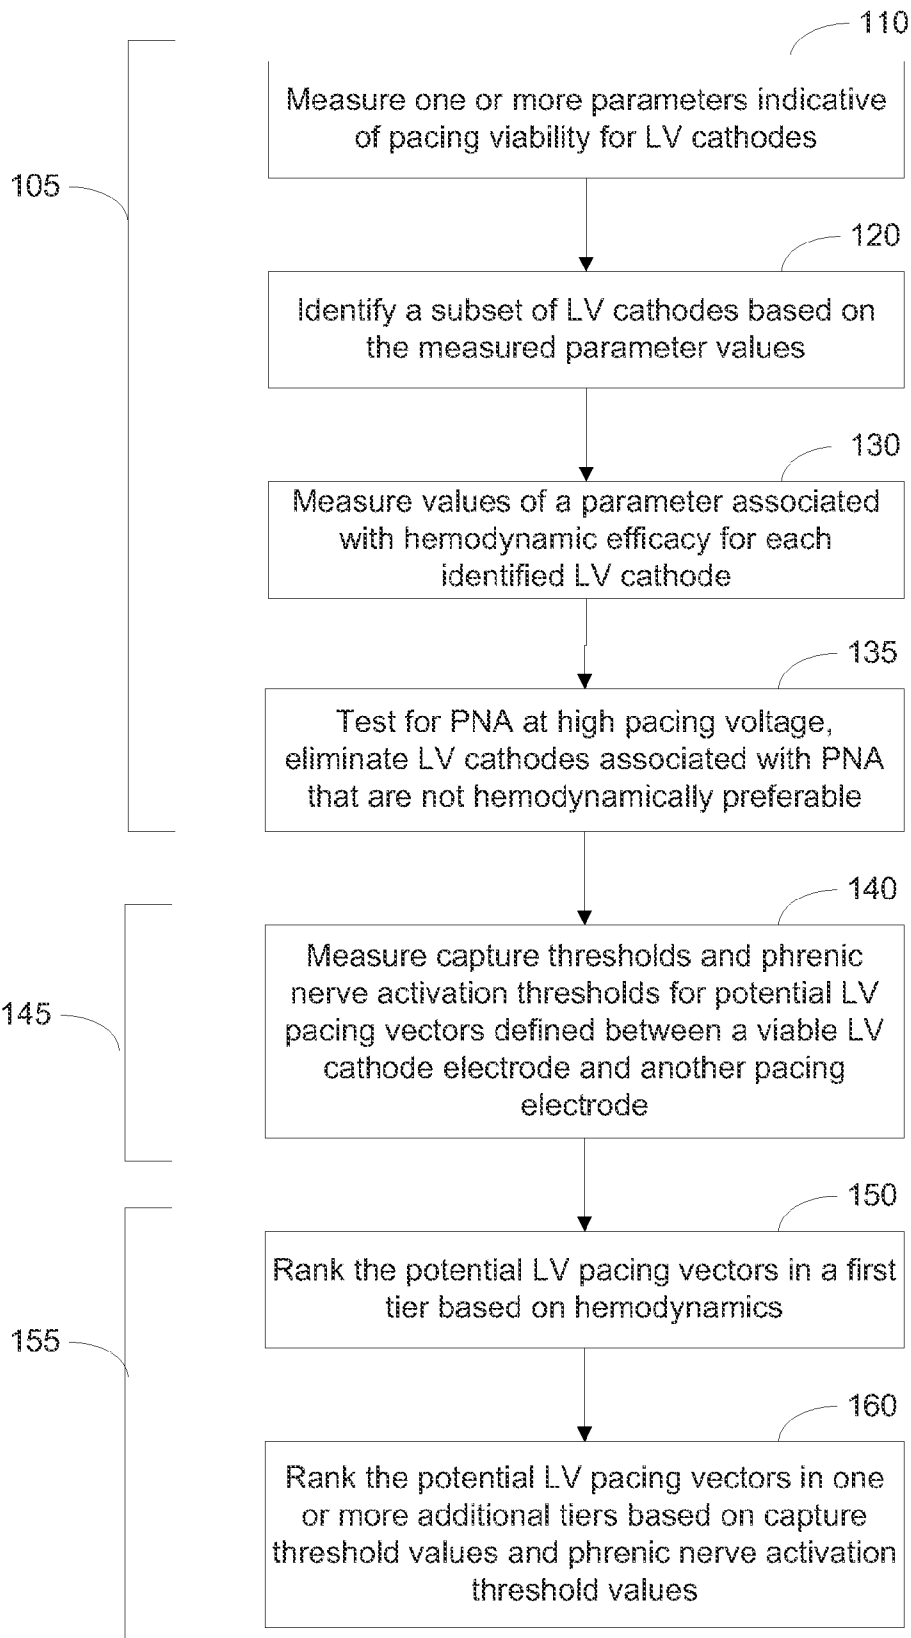 110
Measure one or more parameters indicative
of pacing viability for LV cathodes
105
120
Identify a subset of LV cathodes based on
the measured parameter values
130
Measure values of a parameter associated
with hemodynamic efficacy for each
identified LV cathode
135
Test for PNA at high pacing voltage,
eliminate LV cathodes associated with PNA
that are not hemodynamically preferable
140
Measure capture thresholds and phrenic
nerve activation thresholds for potential LV
pacing vectors defined between a viable LV
cathode electrode and another pacing
electrode
145
150
Rank the potential LV pacing vectors in a first
tier based on hemodynamics
155
160
Rank the potential LV pacing vectors in one
or more additional tiers based on capture
threshold values and phrenic nerve activation
threshold values